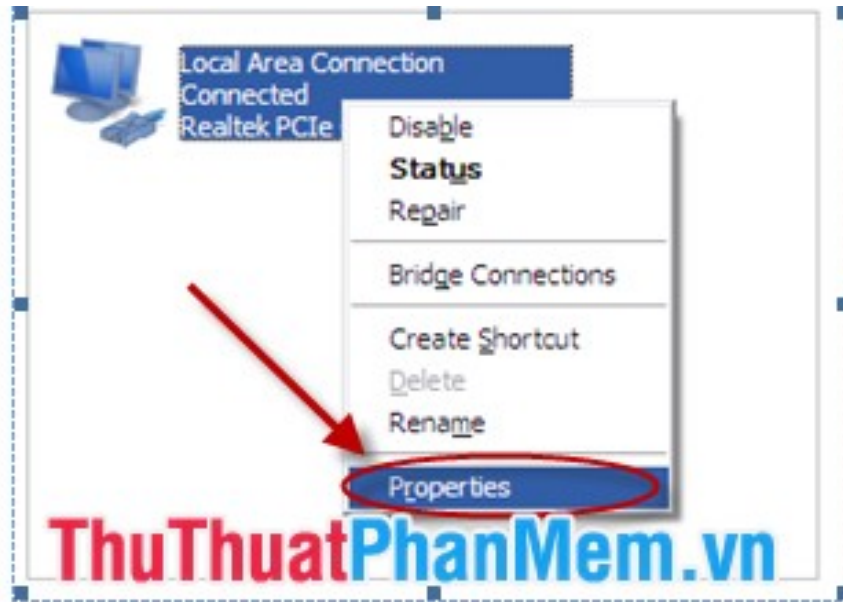 Local Area Connection
Connected
Realtek PCIe
Disable
Status
Repair
Bridge Connections
Create Shortcut
Delete
Rename
Properties
ThuThuatPhanMem.vn